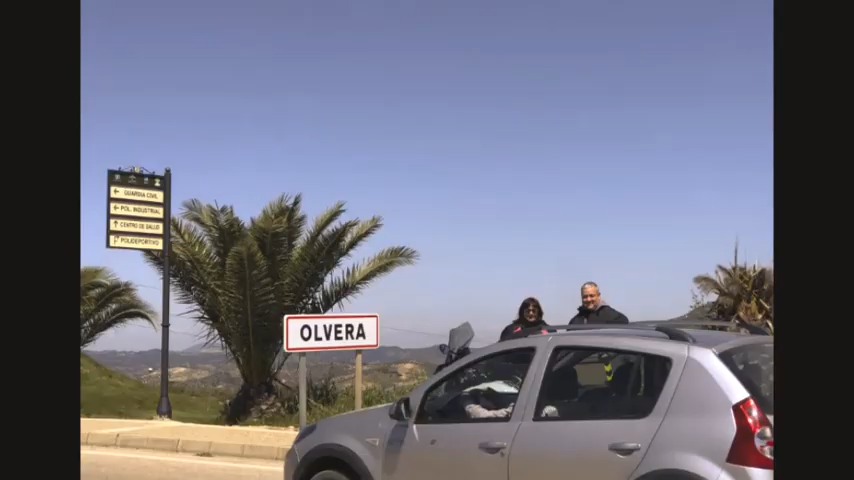 GUARDIA CIVIL
POL. INDUSTRIAL
CENTRO DE SALUD
POLIDEPORTIVO
OLVERA